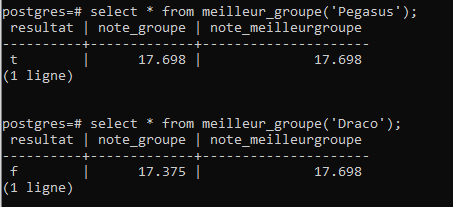 postgres=# select * from meilleur_groupe('Pegasus');
 resultat | note_groupe | note_meilleurgroupe
----------+-------------+---------------------
 t        |      17.698 |              17.698
(1 ligne)


postgres=# select * from meilleur_groupe('Draco');
 resultat | note_groupe | note_meilleurgroupe
----------+-------------+---------------------
 f        |      17.375 |              17.698
(1 ligne)